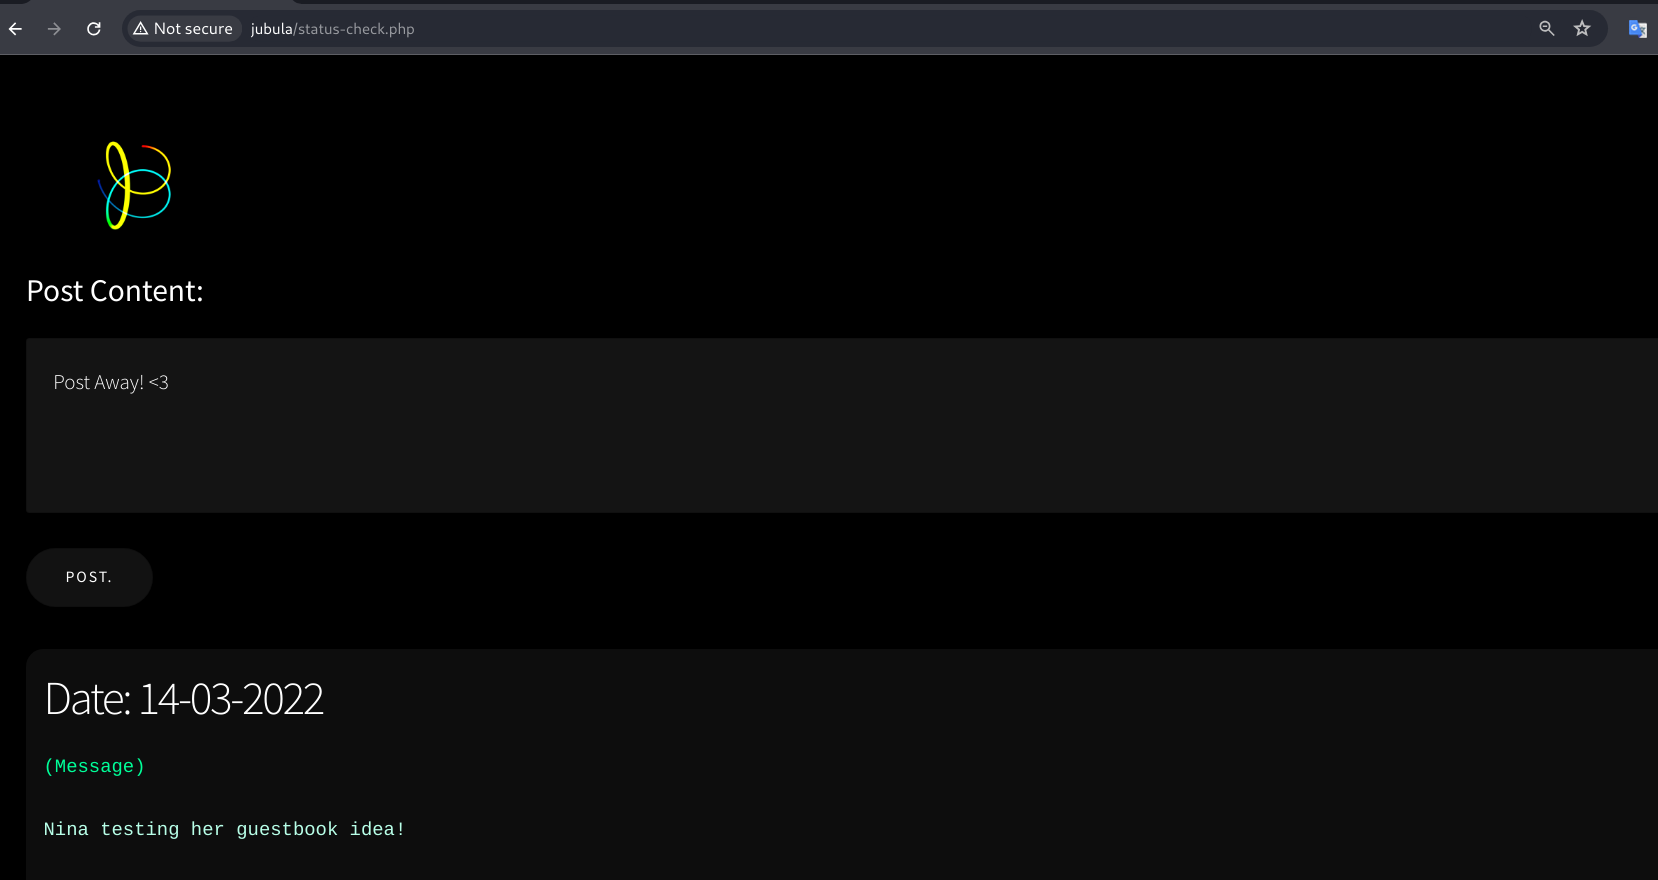 Not secure jubula/status-check.php
Post Content:
Post Away! <3
POST.
Date: 14-03-2022
(Message)
Nina testing her guestbook idea!